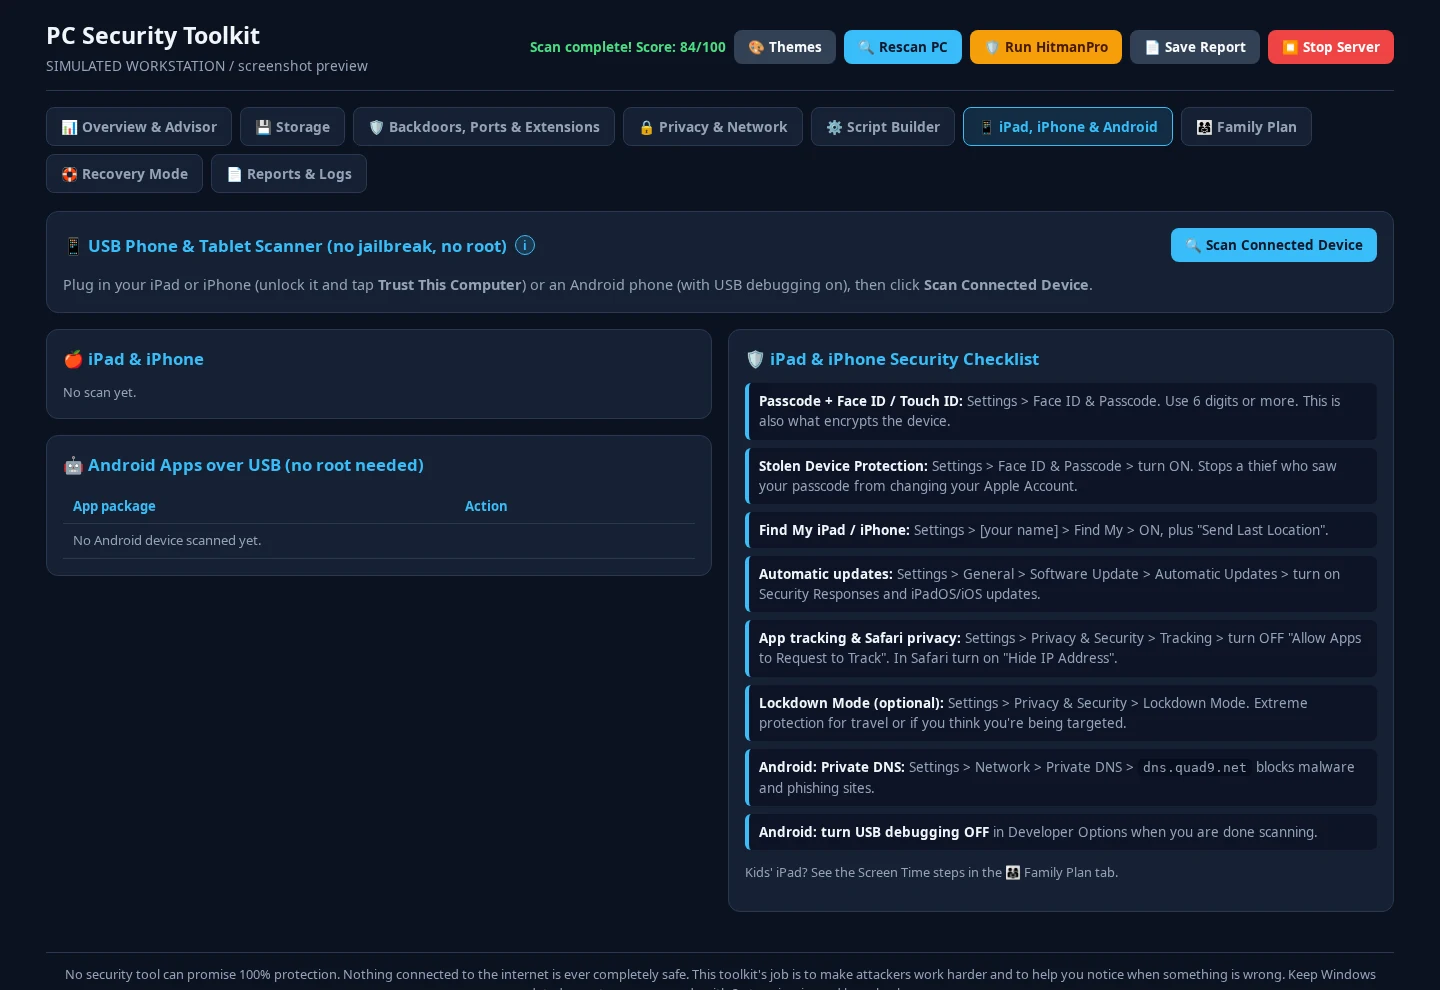 PC Security Toolkit
SIMULATED WORKSTATION / screenshot preview
Scan complete! Score: 84/100
🎨 Themes
🔍 Rescan PC
🛡️ Run HitmanPro
📄 Save Report
⏹️ Stop Server
📊 Overview & Advisor
💾 Storage
🛡️ Backdoors, Ports & Extensions
🔒 Privacy & Network
⚙️ Script Builder
📱 iPad, iPhone & Android
👨‍👩‍👧 Family Plan
🛟 Recovery Mode
📄 Reports & Logs
📱 USB Phone & Tablet Scanner (no jailbreak, no root) i
🔍 Scan Connected Device
Plug in your iPad or iPhone (unlock it and tap Trust This Computer) or an Android phone (with USB debugging on), then click Scan Connected Device.
🍎 iPad & iPhone
No scan yet.
🤖 Android Apps over USB (no root needed)
App package Action
No Android device scanned yet.
🛡️ iPad & iPhone Security Checklist
Passcode + Face ID / Touch ID: Settings > Face ID & Passcode. Use 6 digits or more. This is
also what encrypts the device.
Stolen Device Protection: Settings > Face ID & Passcode > turn ON. Stops a thief who saw
your passcode from changing your Apple Account.
Find My iPad / iPhone: Settings > [your name] > Find My > ON, plus "Send Last Location".
Automatic updates: Settings > General > Software Update > Automatic Updates > turn on
Security Responses and iPadOS/iOS updates.
App tracking & Safari privacy: Settings > Privacy & Security > Tracking > turn OFF "Allow Apps
to Request to Track". In Safari turn on "Hide IP Address".
Lockdown Mode (optional): Settings > Privacy & Security > Lockdown Mode. Extreme
protection for travel or if you think you're being targeted.
Android: Private DNS: Settings > Network > Private DNS > dns.quad9.net blocks malware
and phishing sites.
Android: turn USB debugging OFF in Developer Options when you are done scanning.
Kids' iPad? See the Screen Time steps in the 👨‍👩‍👧 Family Plan tab.
No security tool can promise 100% protection. Nothing connected to the internet is ever completely safe. This toolkit's job is to make attackers work harder and to help you notice when something is wrong. Keep Windows